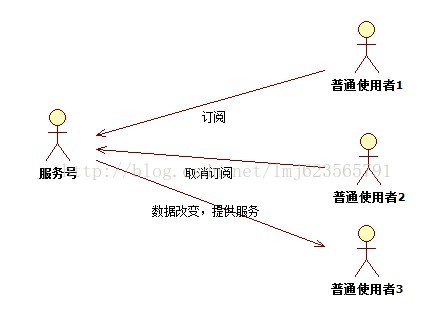 普通使用者1
订阅
服务号
http://blog.csdn.net/lmj623565791
取消订阅
普通使用者2
数据改变，提供服务
普通使用者3